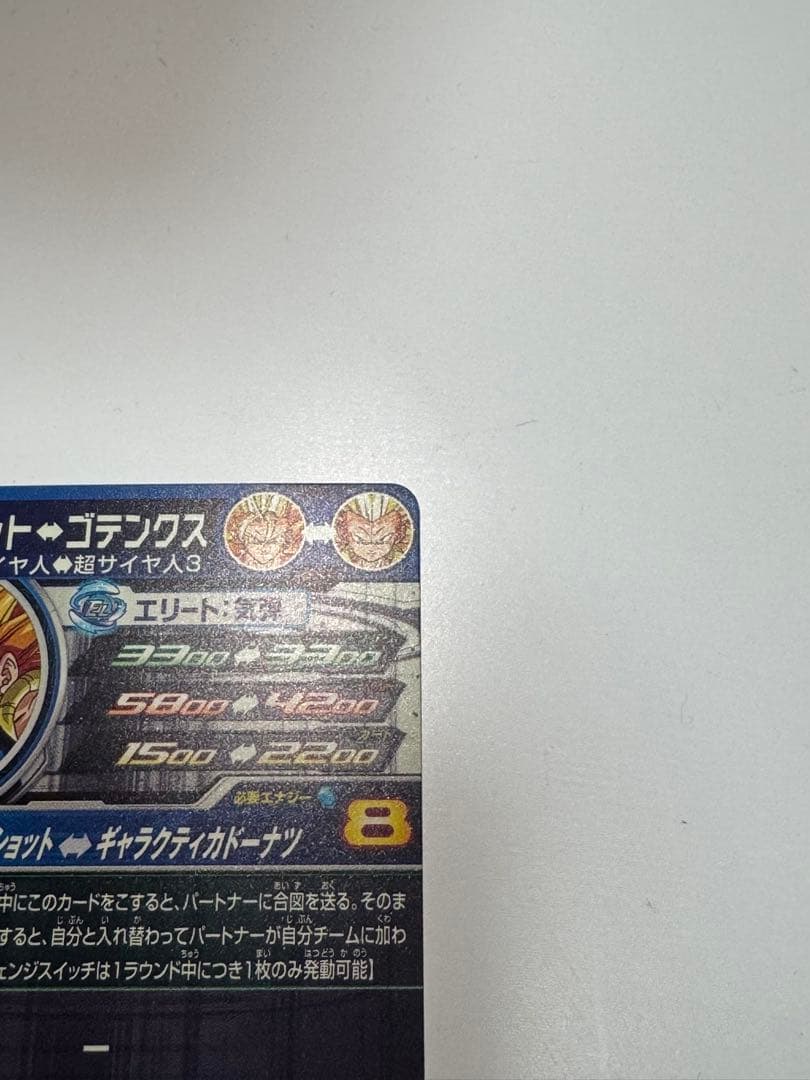 ット⇔ゴテンクス
イヤ人⇔超サイヤ人3
エリート:気弾
3300⇔3300
5800⇔4200
ガード
1500⇔2200
必要エナジー
8
ショット⇔ギャラクティカドーナツ
中にこのカードをこすると、パートナーに合図を送る。そのま
すると、自分と入れ替わってパートナーが自分チームに加わ
ェンジスイッチは1ラウンド中につき1枚のみ発動可能】
ー